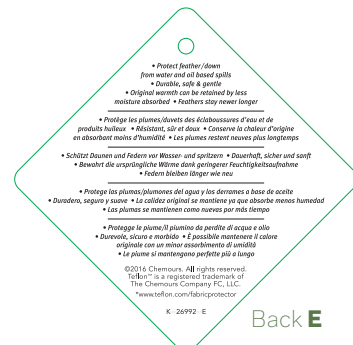 • Protect feather/down
from water and oil based spills
• Durable, safe & gentle
• Original warmth can be retained by less
moisture absorbed  • Feathers stay newer longer
• Protège les plumes/duvets des éclaboussures d'eau et de
produits huileux  • Résistant, sûr et doux  • Conserve la chaleur d'origine
en absorbant moins d'humidité  • Les plumes restent neuves plus longtemps
• Schützt Daunen und Federn vor Wasser- und spritzern  • Dauerhaft, sicher und sanft
• Bewahrt die ursprüngliche Wärme dank geringerer Feuchtigkeitsaufnahme
• Federn bleiben länger wie neu
• Protege las plumas/plumones del agua y los derrames a base de aceite
• Duradero, seguro y suave  • La calidez original se mantiene ya que absorbe menos humedad
• Las plumas se mantienen como nuevas por más tiempo
• Protegge le plume/il piumino da perdite di acqua e olio
• Durevole, sicuro e morbido  • È possibile mantenere il calore
originale con un minor assorbimento di umidità
• Le piume si mantengono perfette più a lungo
©2016 Chemours. All rights reserved.
Teflon™ is a registered trademark of
The Chemours Company FC, LLC.
*www.teflon.com/fabricprotector
K 26992 E
Back E